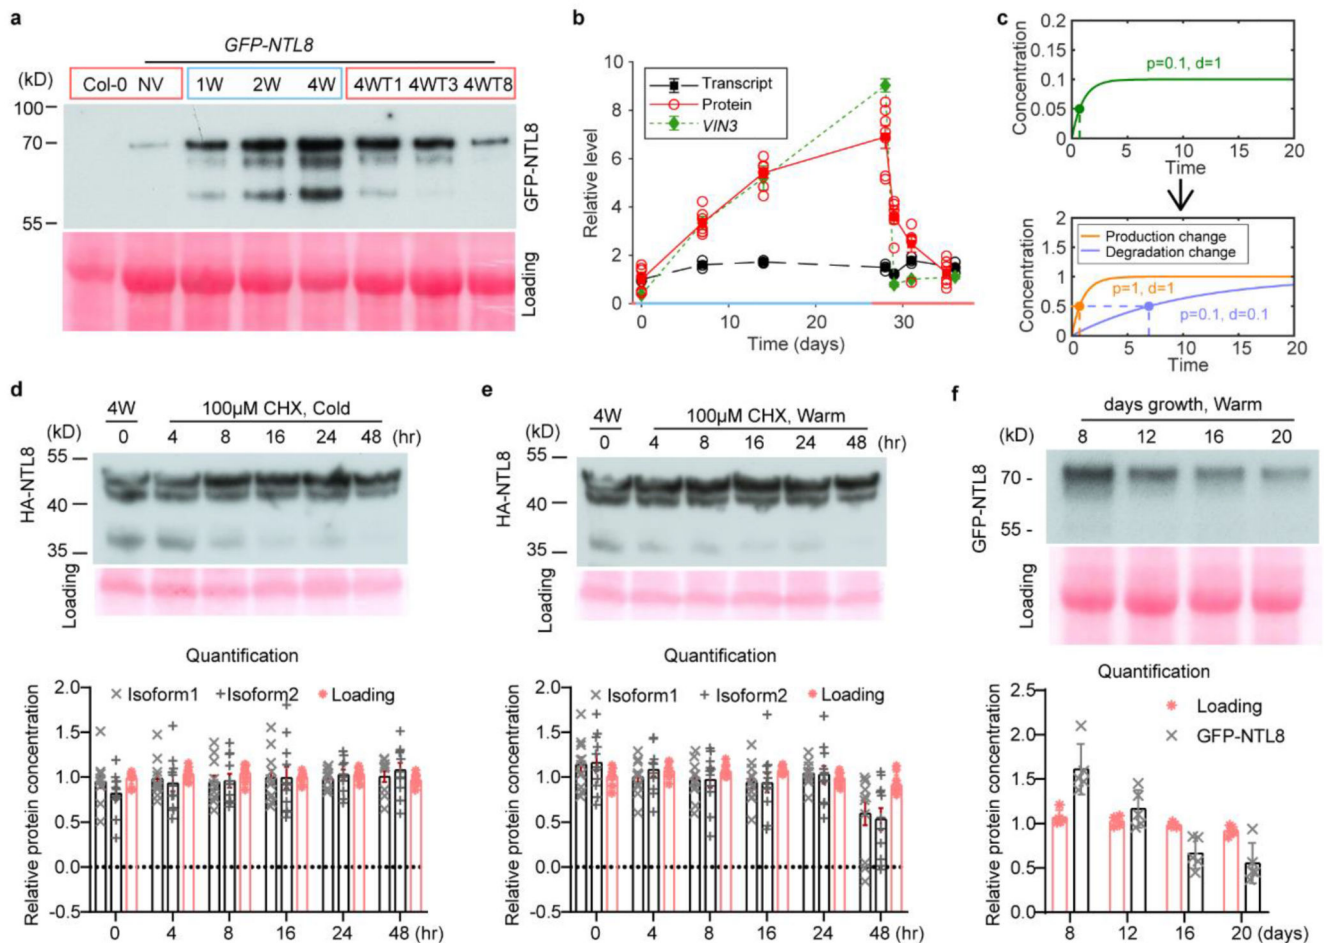 a
GFP-NTL8
(kD)
Col-0 NV 1W 2W 4W 4WT1 4WT3 4WT8
100
70
55
GFP-NTL8
Loading
b
Transcript
Protein
VIN3
Relative level
10
8
6
4
2
0
0 10 20 30
Time (days)
c
Concentration
0.2
0.15
0.1
0.05
0
p=0.1, d=1
0 5 10 15 20
Time
Concentration
2
1.5
1
0.5
0
Production change
Degradation change
p=1, d=1
p=0.1, d=0.1
0 5 10 15 20
Time
d
4W 100µM CHX, Cold
(kD) 0 4 8 16 24 48 (hr)
55
40
35
HA-NTL8
Loading
Quantification
Isoform1 Isoform2 Loading
Relative protein concentration
2.0
1.5
1.0
0.5
0.0
-0.5
0 4 8 16 24 48 (hr)
e
4W 100µM CHX, Warm
(kD) 0 4 8 16 24 48 (hr)
55
40
35
HA-NTL8
Loading
Quantification
Isoform1 Isoform2 Loading
Relative protein concentration
2.0
1.5
1.0
0.5
0.0
-0.5
0 4 8 16 24 48 (hr)
f
days growth, Warm
(kD) 8 12 16 20
70 -
55 -
GFP-NTL8
Loading
Quantification
Loading
GFP-NTL8
Relative protein concentration
2.5
2.0
1.5
1.0
0.5
0.0
8 12 16 20 (days)